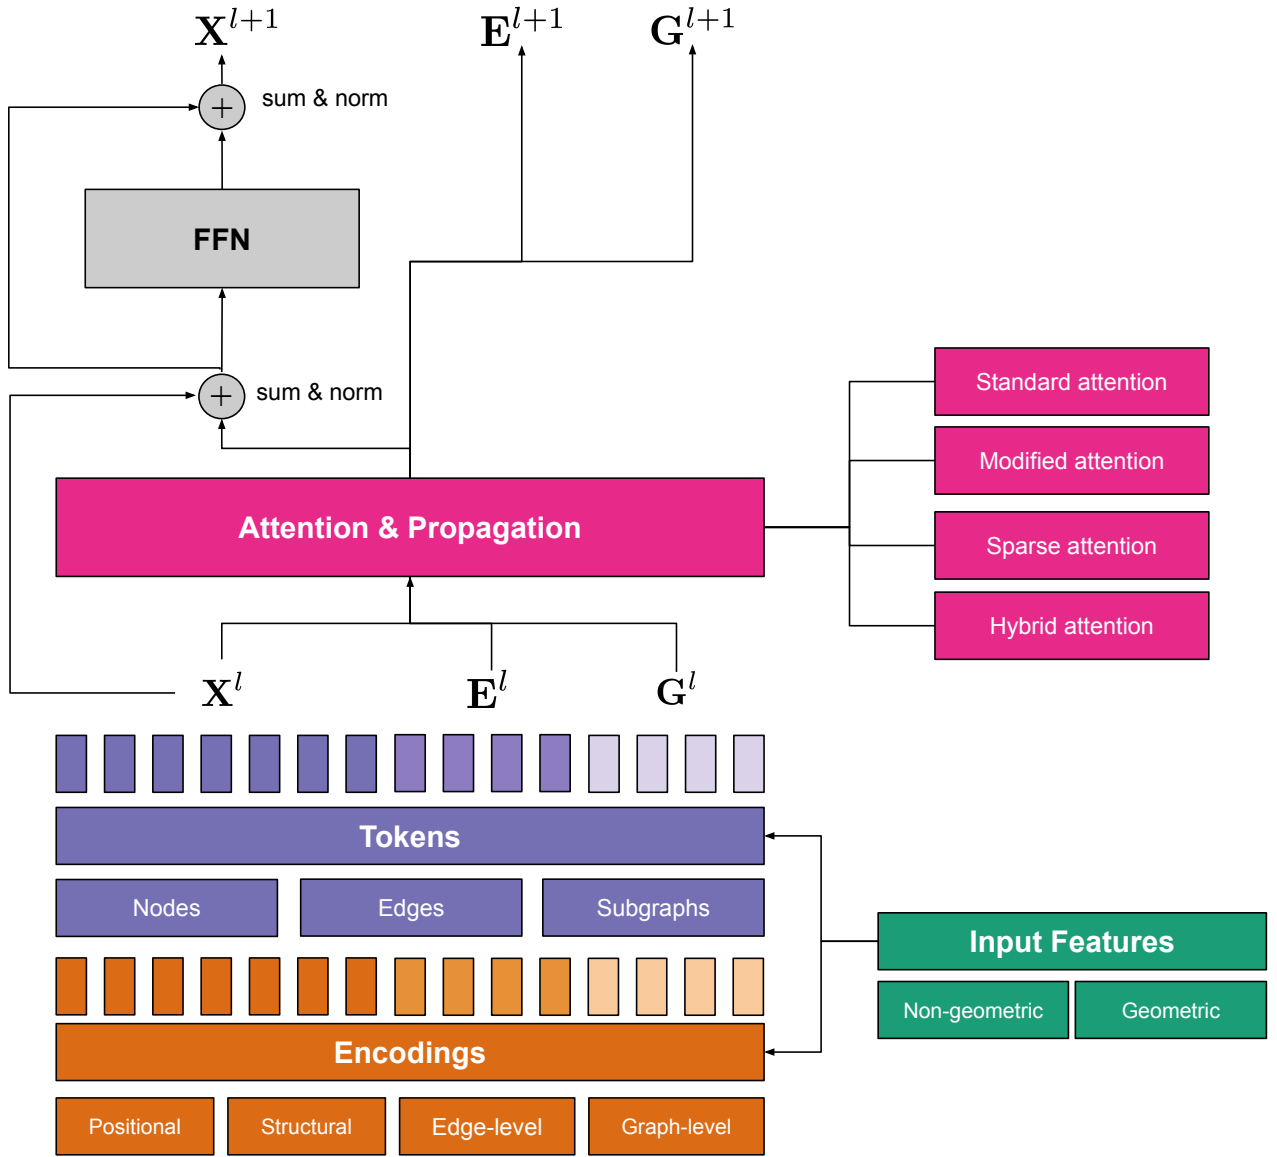 X^{l+1} E^{l+1} G^{l+1}
+ sum & norm
FFN
+ sum & norm
Standard attention
Modified attention
Attention & Propagation
Sparse attention
Hybrid attention
X^l E^l G^l
Tokens
Nodes Edges Subgraphs
Input Features
Non-geometric Geometric
Encodings
Positional Structural Edge-level Graph-level